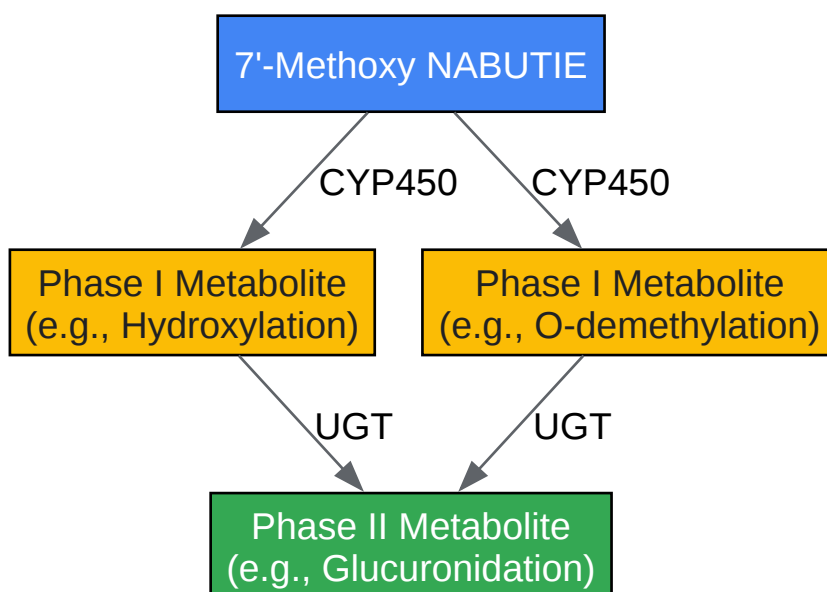 7'-Methoxy NABUTIE
CYP450
CYP450
Phase I Metabolite
(e.g., Hydroxylation)
Phase I Metabolite
(e.g., O-demethylation)
UGT
UGT
Phase II Metabolite
(e.g., Glucuronidation)